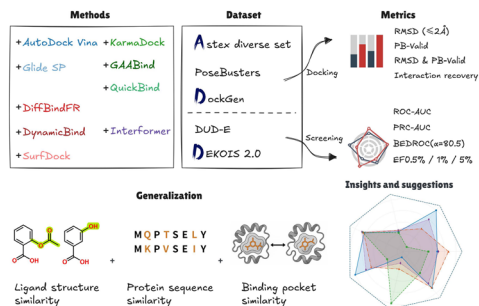 Methods
+AutoDock Vina
+Glide SP
+DiffBindFR
+DynamicBind
+SurfDock
+KarmaDock
+GAABind
+QuickBind
+Interformer
Dataset
Astex diverse set
PoseBusters
DockGen
DUD-E
DEKOIS 2.0
Docking
Screening
Metrics
RMSD (≤2Å)
PB-Valid
RMSD & PB-Valid
Interaction recovery
ROC-AUC
PRC-AUC
BEDROC(α=80.5)
EF0.5% / 1% / 5%
Generalization
O
O
O
OH
OH
O
OH
+
M Q P T S E L Y
M K P V S E I Y
+
Ligand structure
similarity
Protein sequence
similarity
Binding pocket
similarity
Insights and suggestions